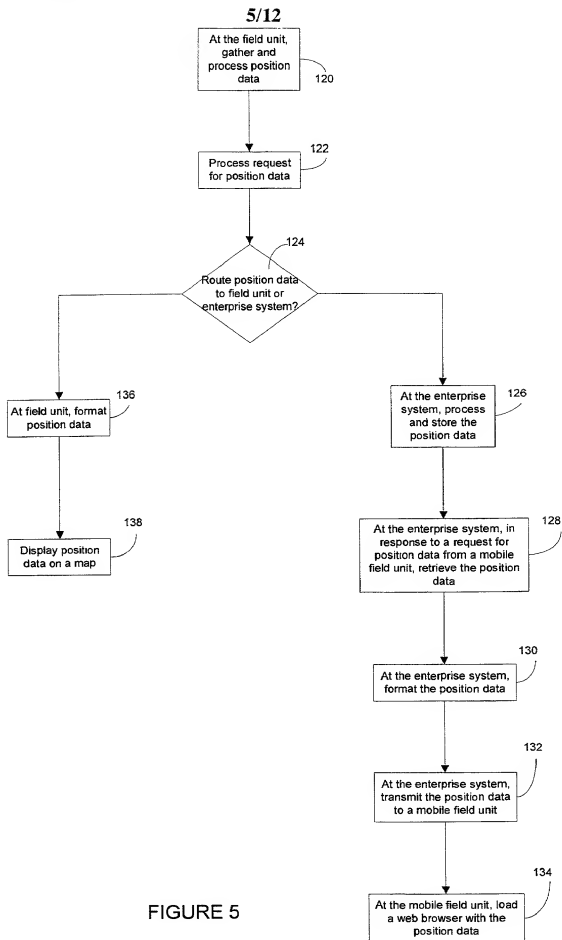 5/12
At the field unit,
gather and
process position
data
120
122
Process request
for position data
124
Route position data
to field unit or
enterprise system?
136
At field unit, format
position data
138
Display position
data on a map
At the enterprise
system, process
and store the
position data
126
At the enterprise system, in
response to a request for
position data from a mobile
field unit, retrieve the position
data
128
130
At the enterprise system,
format the position data
132
At the enterprise system,
transmit the position data
to a mobile field unit
134
At the mobile field unit, load
a web browser with the
position data
FIGURE 5